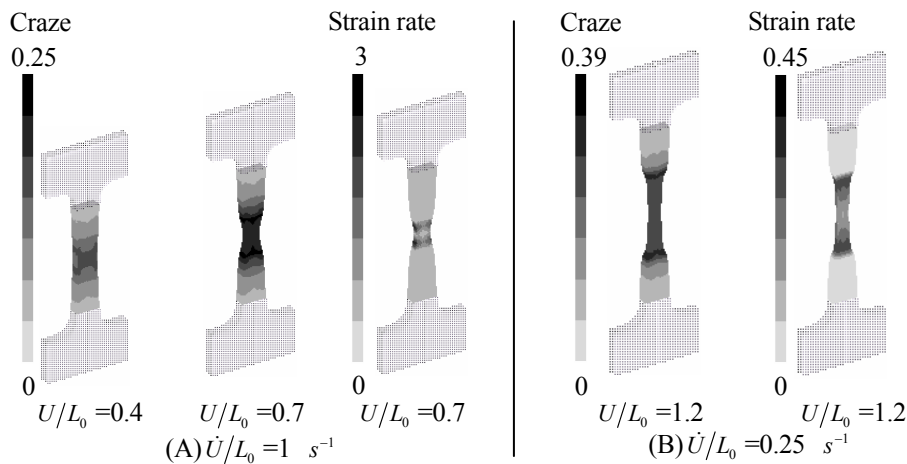 Craze
0.25
0
Strain rate
3
0
U/L₀ =0.4
U/L₀ =0.7
U/L₀ =0.7
(A) U̇/L₀ =1 s⁻¹
Craze
0.39
0
Strain rate
0.45
0
U/L₀ =1.2
U/L₀ =1.2
(B) U̇/L₀ =0.25 s⁻¹